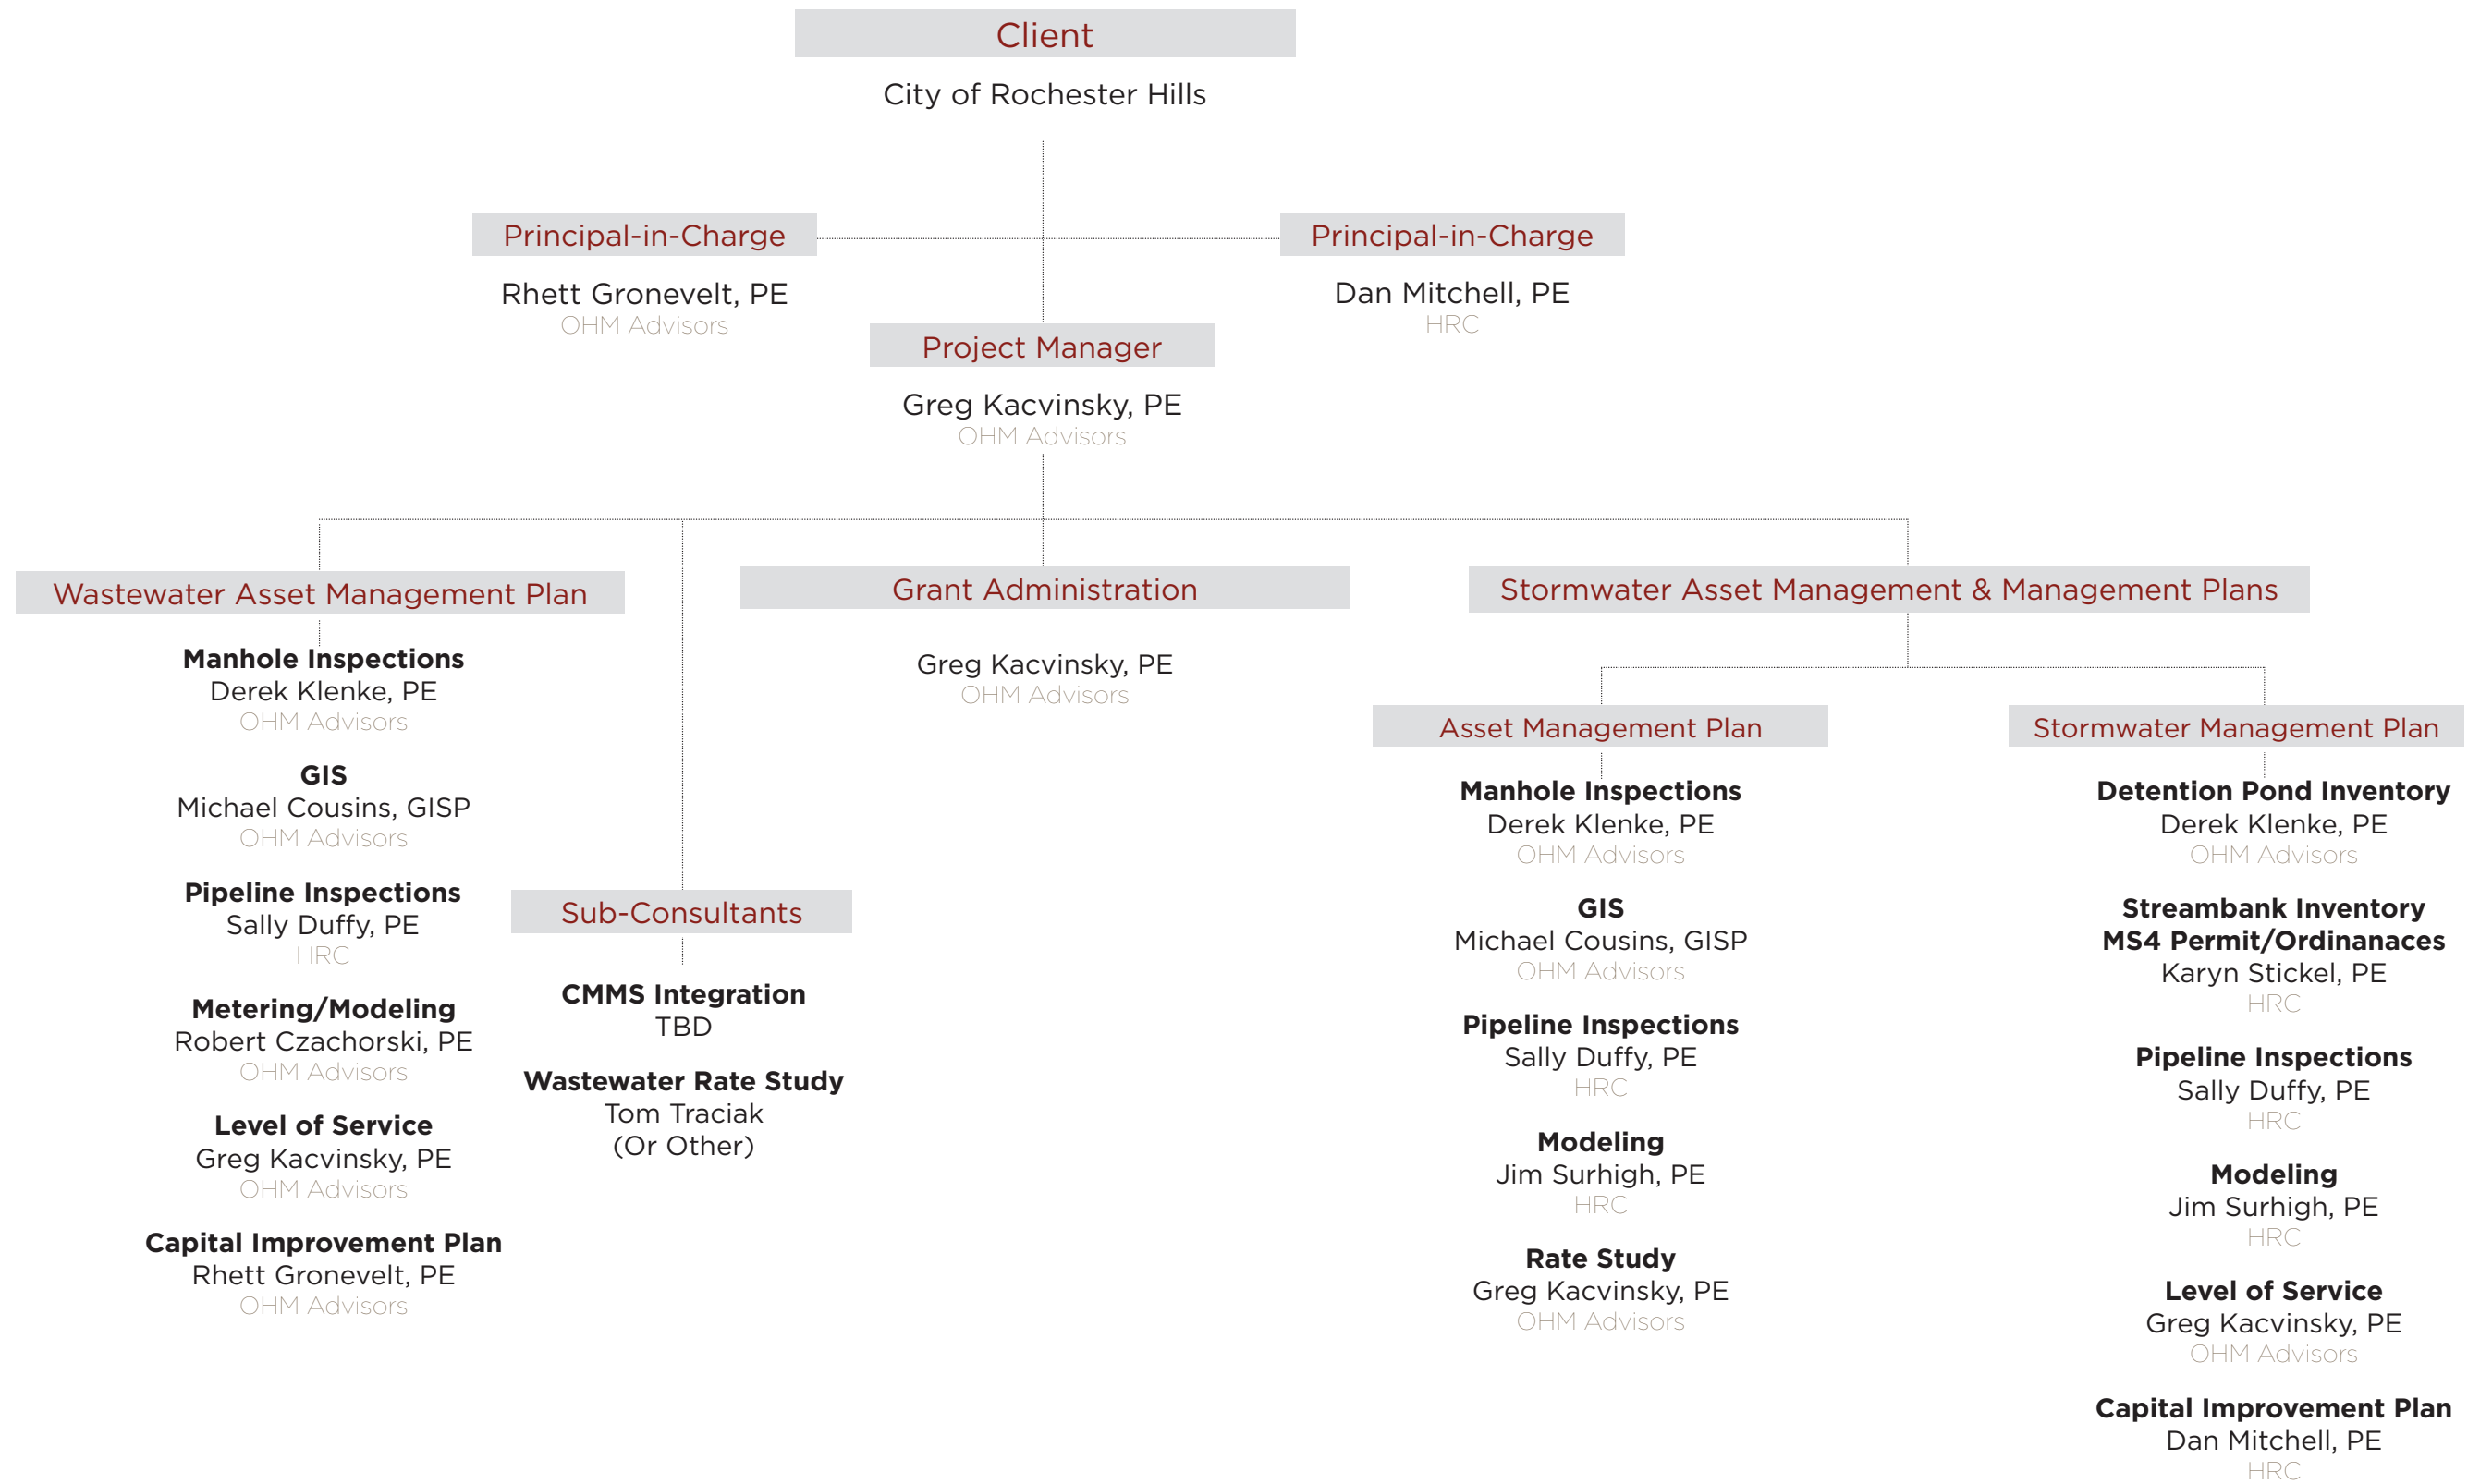 Client
City of Rochester Hills
Principal-in-Charge
Rhett Gronevelt, PE
OHM Advisors
Principal-in-Charge
Dan Mitchell, PE
HRC
Project Manager
Greg Kacvinsky, PE
OHM Advisors
Wastewater Asset Management Plan
Manhole Inspections
Derek Klenke, PE
OHM Advisors
GIS
Michael Cousins, GISP
OHM Advisors
Pipeline Inspections
Sally Duffy, PE
HRC
Metering/Modeling
Robert Czachorski, PE
OHM Advisors
Level of Service
Greg Kacvinsky, PE
OHM Advisors
Capital Improvement Plan
Rhett Gronevelt, PE
OHM Advisors
Sub-Consultants
CMMS Integration
TBD
Wastewater Rate Study
Tom Traciak
(Or Other)
Grant Administration
Greg Kacvinsky, PE
OHM Advisors
Stormwater Asset Management & Management Plans
Asset Management Plan
Manhole Inspections
Derek Klenke, PE
OHM Advisors
GIS
Michael Cousins, GISP
OHM Advisors
Pipeline Inspections
Sally Duffy, PE
HRC
Modeling
Jim Surhigh, PE
HRC
Rate Study
Greg Kacvinsky, PE
OHM Advisors
Stormwater Management Plan
Detention Pond Inventory
Derek Klenke, PE
OHM Advisors
Streambank Inventory
MS4 Permit/Ordinanaces
Karyn Stickel, PE
HRC
Pipeline Inspections
Sally Duffy, PE
HRC
Modeling
Jim Surhigh, PE
HRC
Level of Service
Greg Kacvinsky, PE
OHM Advisors
Capital Improvement Plan
Dan Mitchell, PE
HRC